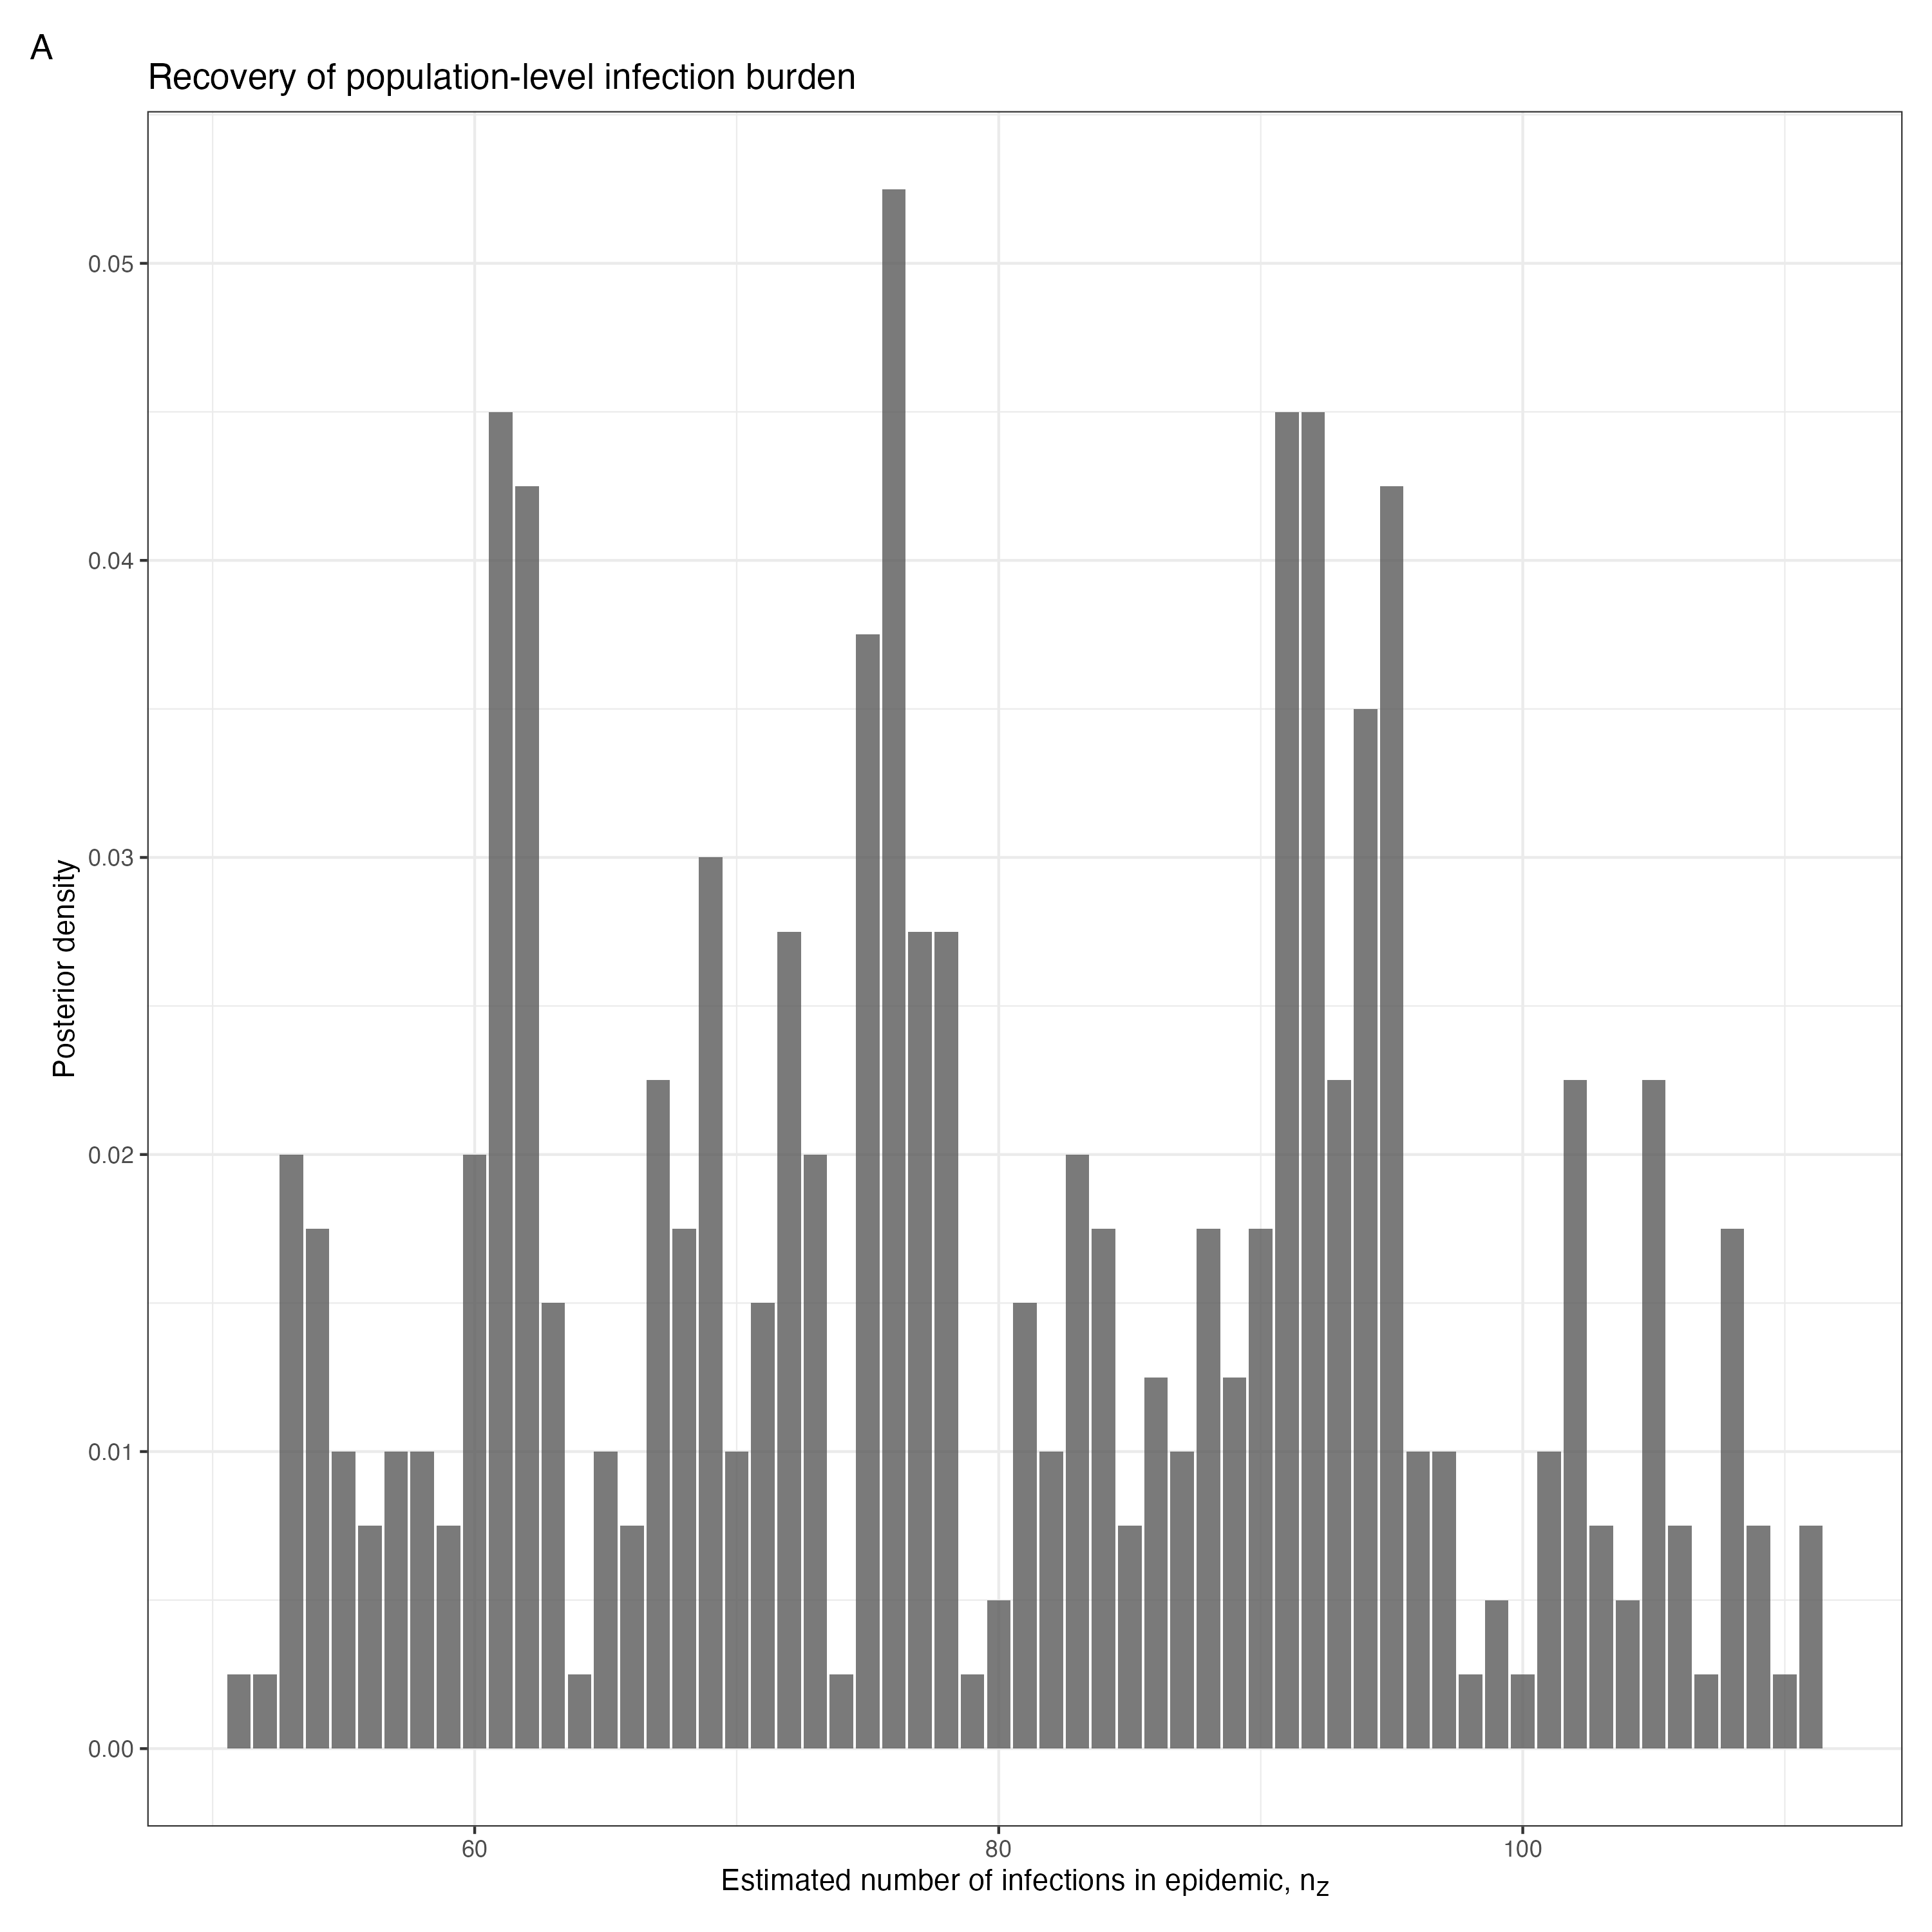 A
Recovery of population-level infection burden
0.05
0.04
0.03
0.02
0.01
0.00
Posterior density
60 80 100
Estimated number of infections in epidemic, nz